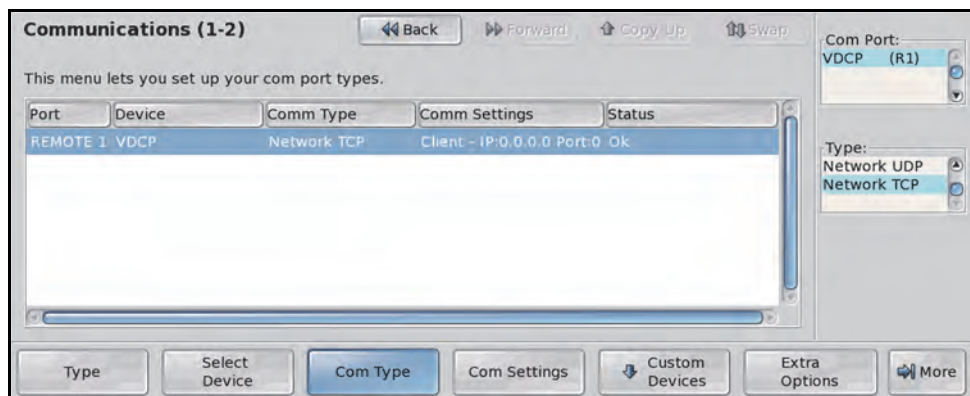 Communications (1-2)
Back
Forward
Copy Up
Swap
This menu lets you set up your com port types.
Port Device Comm Type Comm Settings Status
REMOTE 1 VDCP Network TCP Client - IP:0.0.0.0 Port:0 Ok
Com Port:
VDCP (R1)
Type:
Network UDP
Network TCP
Type
Select
Device
Com Type
Com Settings
Custom
Devices
Extra
Options
More